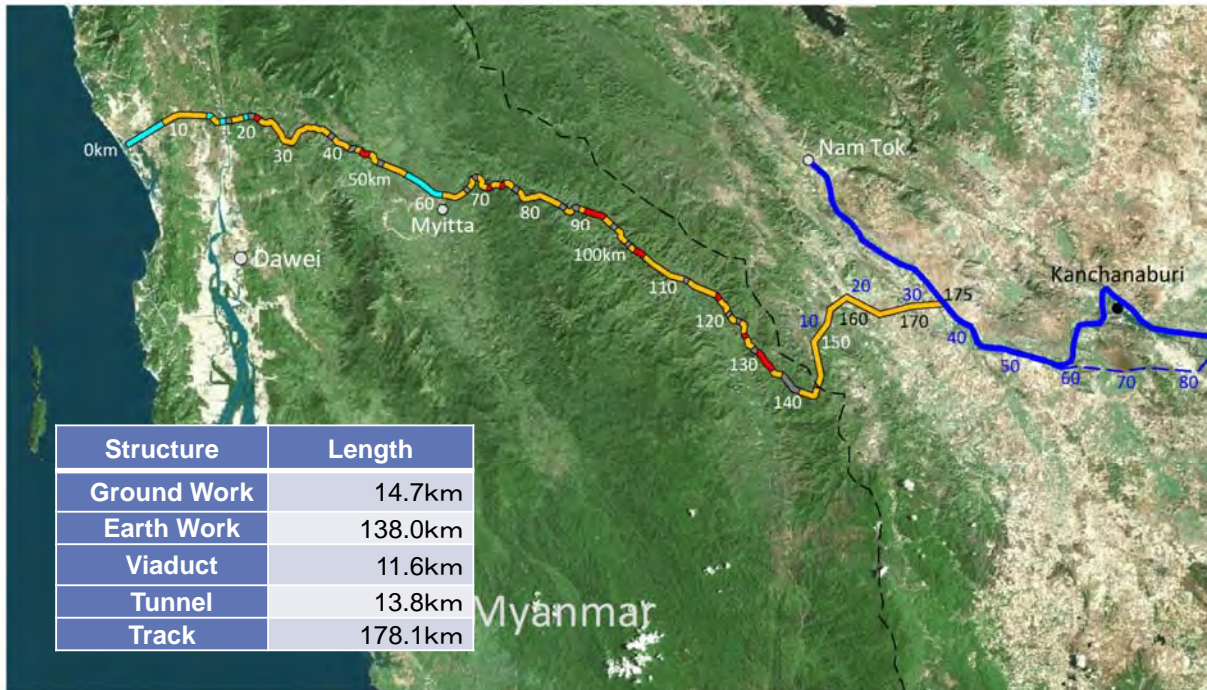 0km
10
20
30
40
50km
60
Myitta
70
80
90
100km
110
120
130
140
150
160
170
175
Dawei
Nam Tok
Kanchanaburi
10
20
30
40
50
60
70
80
Myanmar
Structure Length
Ground Work 14.7km
Earth Work 138.0km
Viaduct 11.6km
Tunnel 13.8km
Track 178.1km